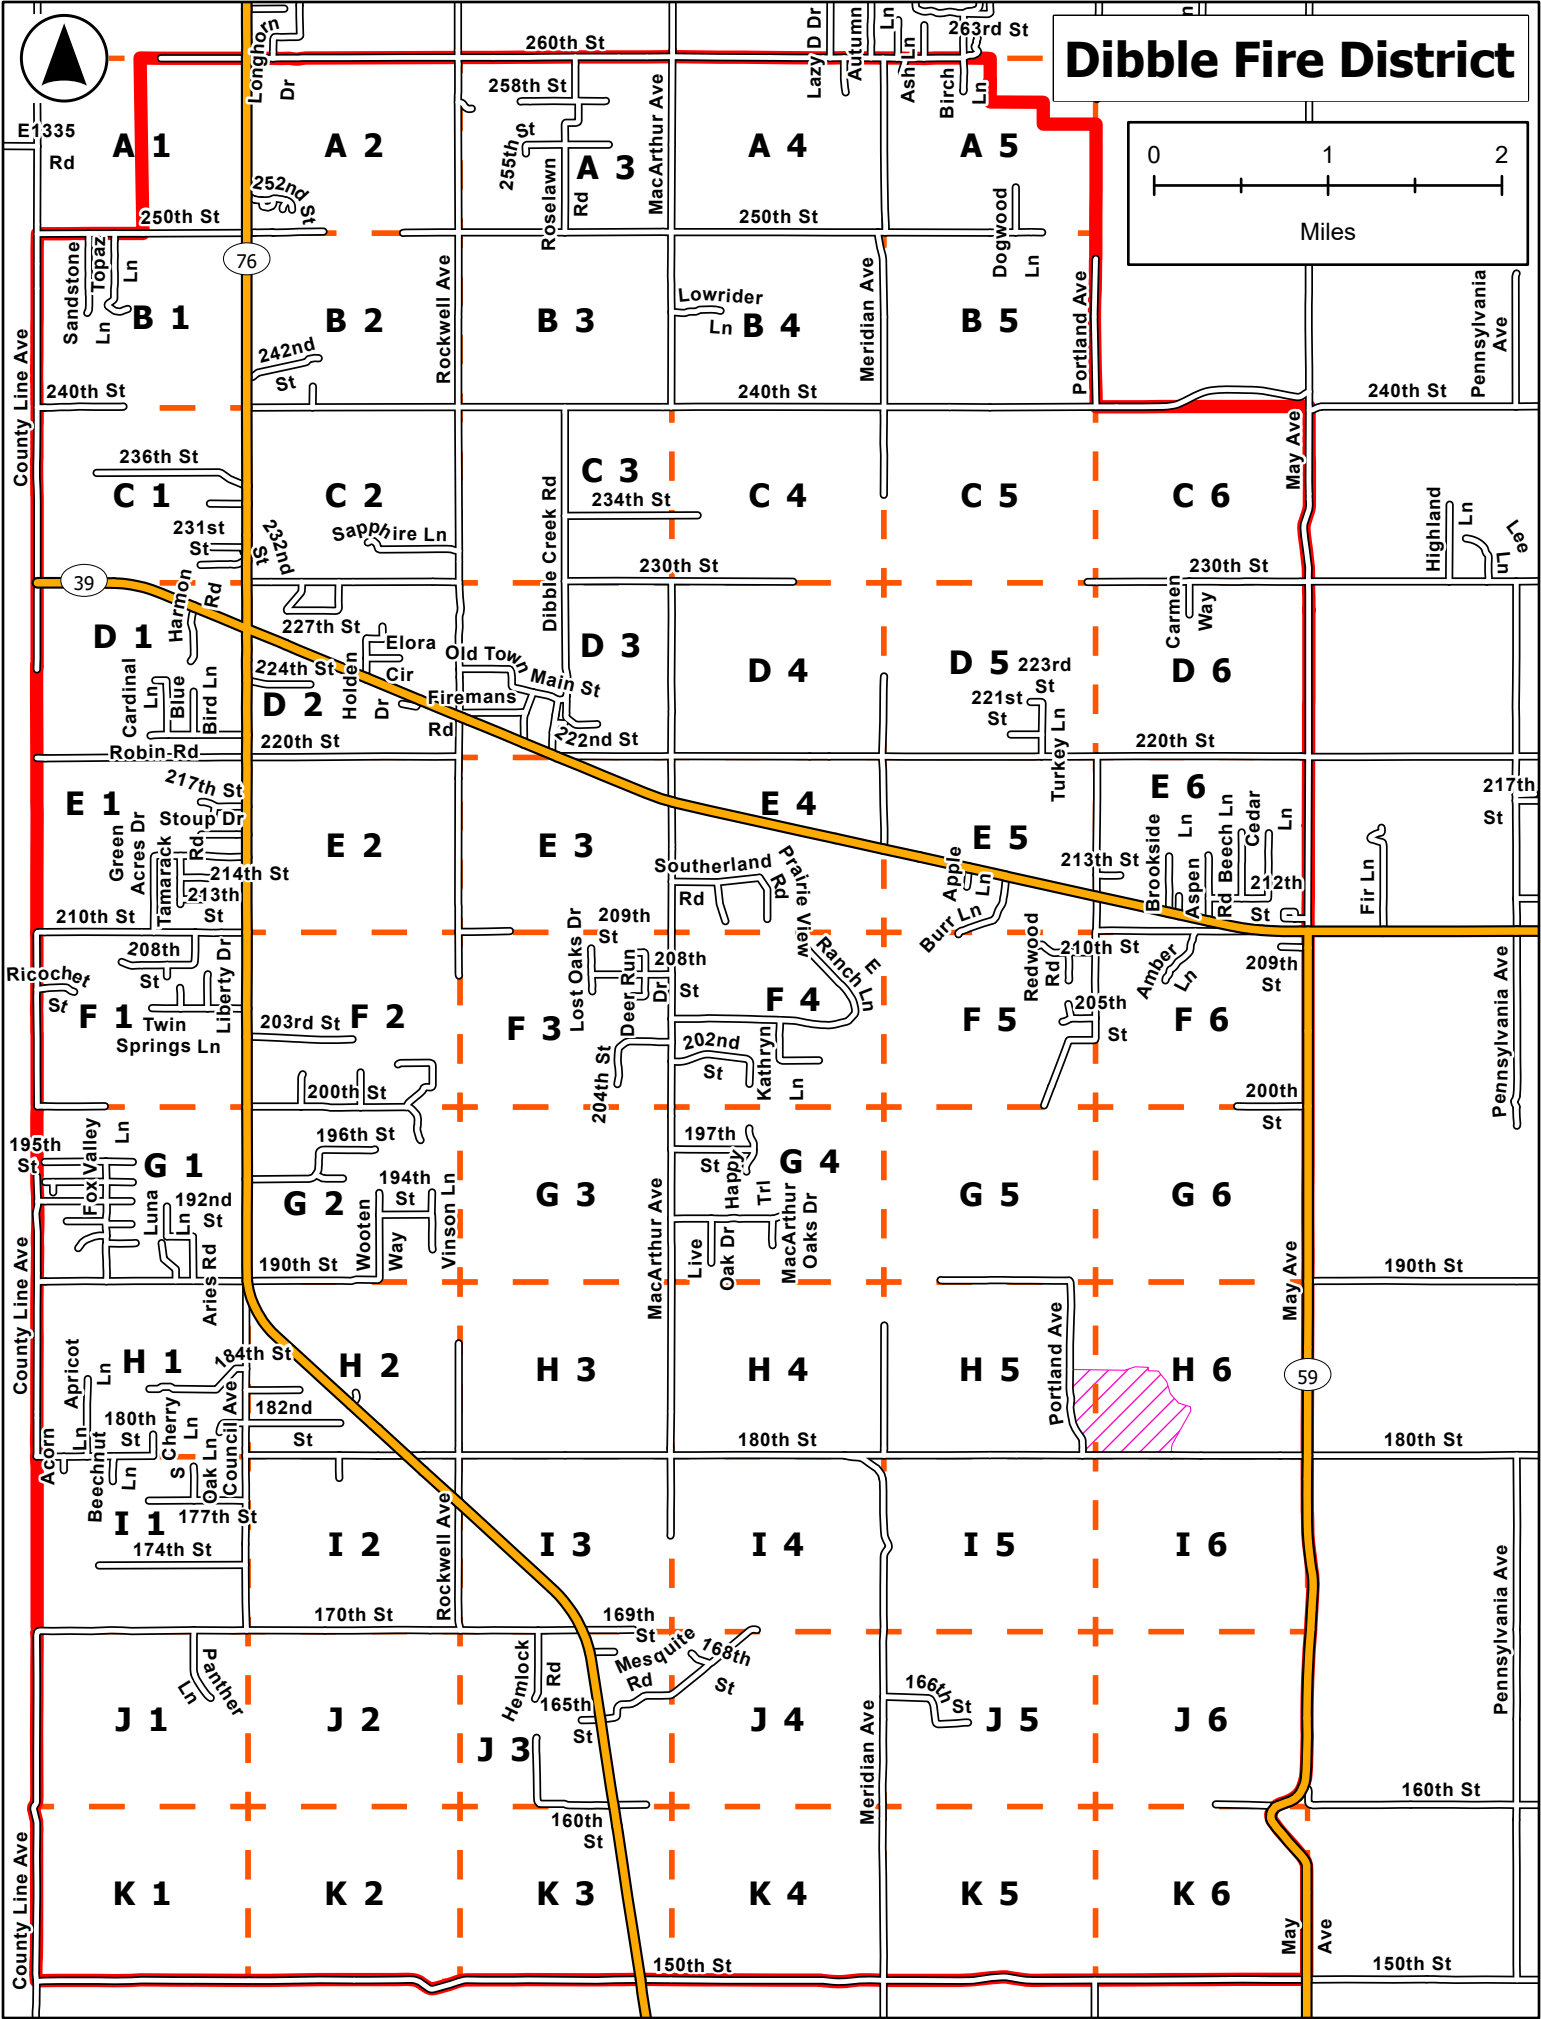 Dibble Fire District
0 1 2
Miles
263rd St
260th St
Longhorn
Dr
258th St
255th St
Roselawn
Rd
MacArthur Ave
Lazy D Dr
Autumn
Ln
Ash Ln
Birch
Ln
E1335
Rd
A 1
A 2
A 3
A 4
A 5
252nd St
250th St
250th St
Dogwood
Ln
76
Sandstone
Ln
Topaz
Ln
B 1
B 2
B 3
Lowrider
Ln
B 4
B 5
Rockwell Ave
Meridian Ave
Portland Ave
Pennsylvania
Ave
County Line Ave
242nd
St
240th St
240th St
240th St
May Ave
236th St
C 1
C 2
C 3
C 4
C 5
C 6
234th St
Dibble Creek Rd
231st
St
232nd
St
Sapphire Ln
Highland
Ln
Lee
Ln
230th St
230th St
39
Harmon
Rd
Carmen
Way
D 1
227th St
Elora
Cir
Old Town
Main St
D 3
D 4
D 5
D 6
224th St
D 2
Holden
Dr
Firemans
Rd
222nd St
Cardinal
Ln
Blue
Bird Ln
Robin Rd
223rd
St
221st
St
Turkey Ln
220th St
220th St
217th St
217th
St
Stoup Dr
E 1
E 2
E 3
E 4
E 5
E 6
Green
Acres Dr
Tamarack
Rd
214th St
213th
St
Southerland
Rd
Rd
Prairie View
Ranch Ln
E
Apple
Ln
Burr Ln
213th St
Brookside
Ln
Aspen
Rd
Beech Ln
Cedar
Ln
212th
St
Fir Ln
210th St
210th St
209th
St
209th
St
208th
St
208th
St
Ricochet
St
Liberty Dr
Lost Oaks Dr
Deer Run
Dr
Redwood
Rd
Amber
Ln
F 1
F 2
F 3
F 4
F 5
F 6
Twin
Springs Ln
203rd St
204th St
202nd
St
Kathryn
Ln
205th
St
Pennsylvania Ave
200th St
200th
St
195th
St
Fox Valley
Ln
196th St
197th
St
Happy
Trl
G 1
G 2
G 3
G 4
G 5
G 6
Luna
Ln
192nd
St
194th
St
Wooten
Way
Vinson Ln
MacArthur Ave
Live
Oak Dr
MacArthur
Oaks Dr
Aries Rd
190th St
190th St
County Line Ave
May Ave
Portland Ave
184th St
H 1
H 2
H 3
H 4
H 5
H 6
59
Apricot
Ln
Acorn
Ln
Beechnut
Ln
180th
St
S Cherry
Ln
Oak Ln
Council Ave
182nd
St
180th St
180th St
177th St
I 1
I 2
I 3
I 4
I 5
I 6
174th St
Rockwell Ave
Pennsylvania Ave
170th St
169th
St
Mesquite
Rd
168th
St
Panther
Ln
Hemlock
Rd
165th
St
166th
St
J 1
J 2
J 3
J 4
J 5
J 6
Meridian Ave
160th
St
160th St
County Line Ave
K 1
K 2
K 3
K 4
K 5
K 6
May
Ave
150th St
150th St